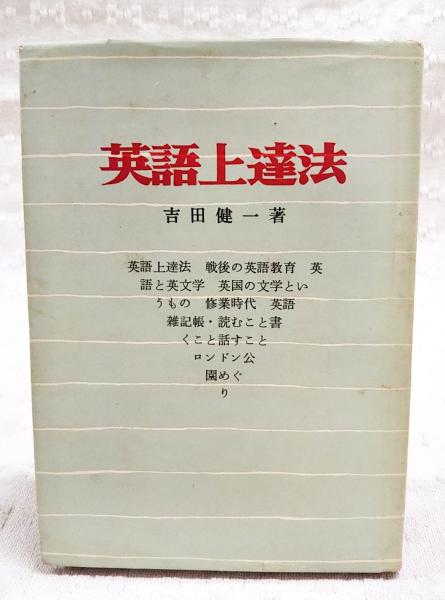 英語上達法
吉田健一著
英語上達法　戦後の英語教育　英
語と英文学　英国の文学とい
うもの　修業時代　英語
雑記帳・読むこと書
くこと話すこと
ロンドン公
園めぐ
り